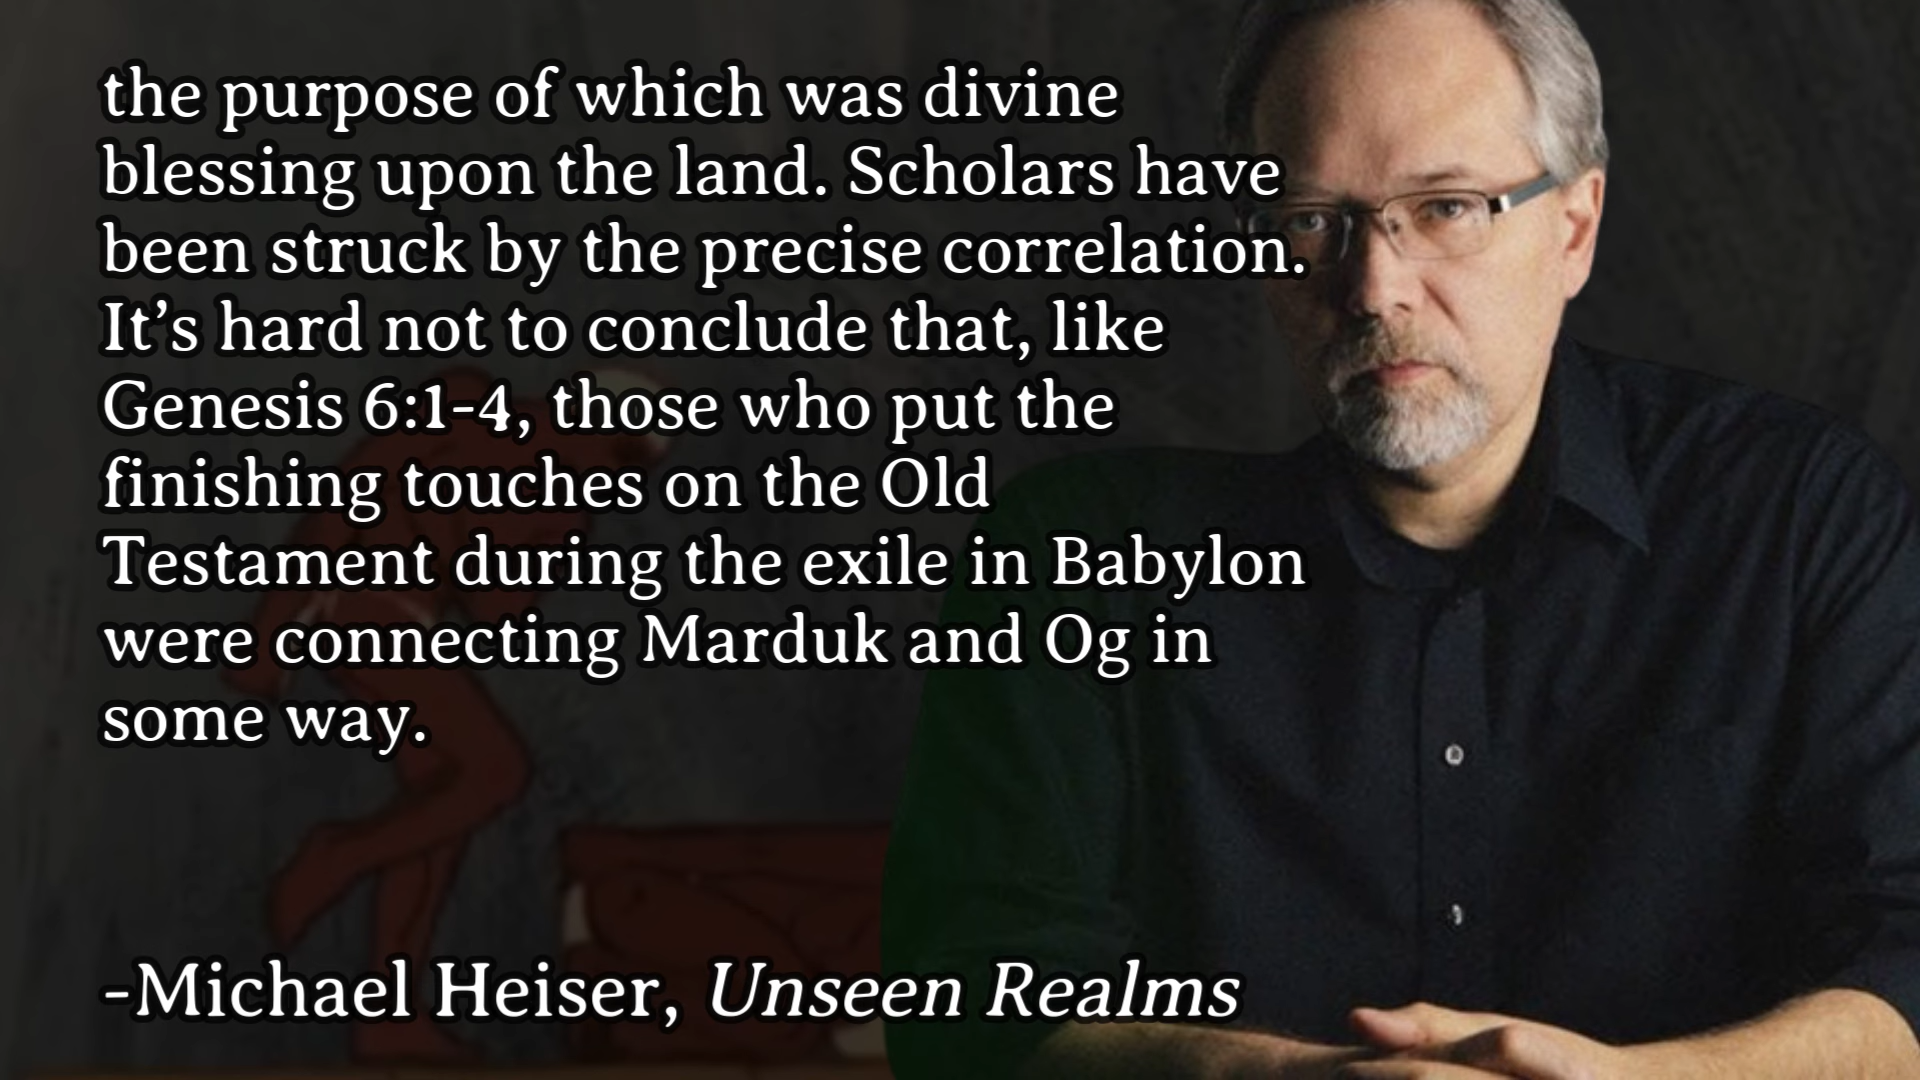 the purpose of which was divine
blessing upon the land. Scholars have
been struck by the precise correlation.
It’s hard not to conclude that, like
Genesis 6:1-4, those who put the
finishing touches on the Old
Testament during the exile in Babylon
were connecting Marduk and Og in
some way.
-Michael Heiser, Unseen Realms